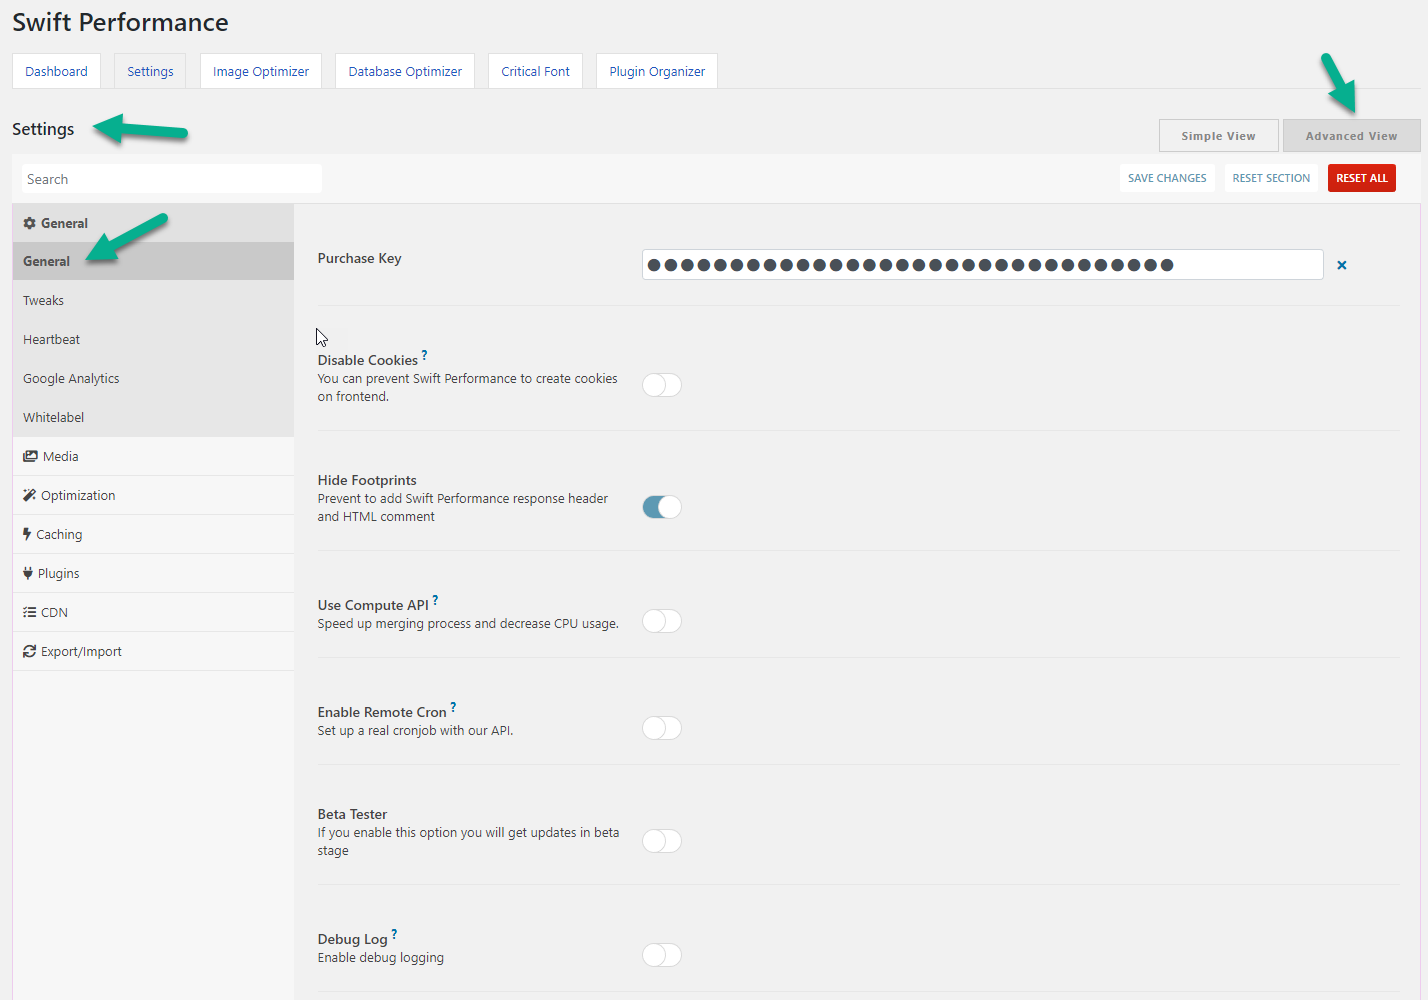 Swift Performance
Dashboard
Settings
Image Optimizer
Database Optimizer
Critical Font
Plugin Organizer
Settings
Simple View
Advanced View
Search
SAVE CHANGES
RESET SECTION
RESET ALL
General
General
Tweaks
Heartbeat
Google Analytics
Whitelabel
Media
Optimization
Caching
Plugins
CDN
Export/Import
Purchase Key
Disable Cookies ?
You can prevent Swift Performance to create cookies
on frontend.
Hide Footprints
Prevent to add Swift Performance response header
and HTML comment
Use Compute API ?
Speed up merging process and decrease CPU usage.
Enable Remote Cron ?
Set up a real cronjob with our API.
Beta Tester
If you enable this option you will get updates in beta
stage
Debug Log ?
Enable debug logging